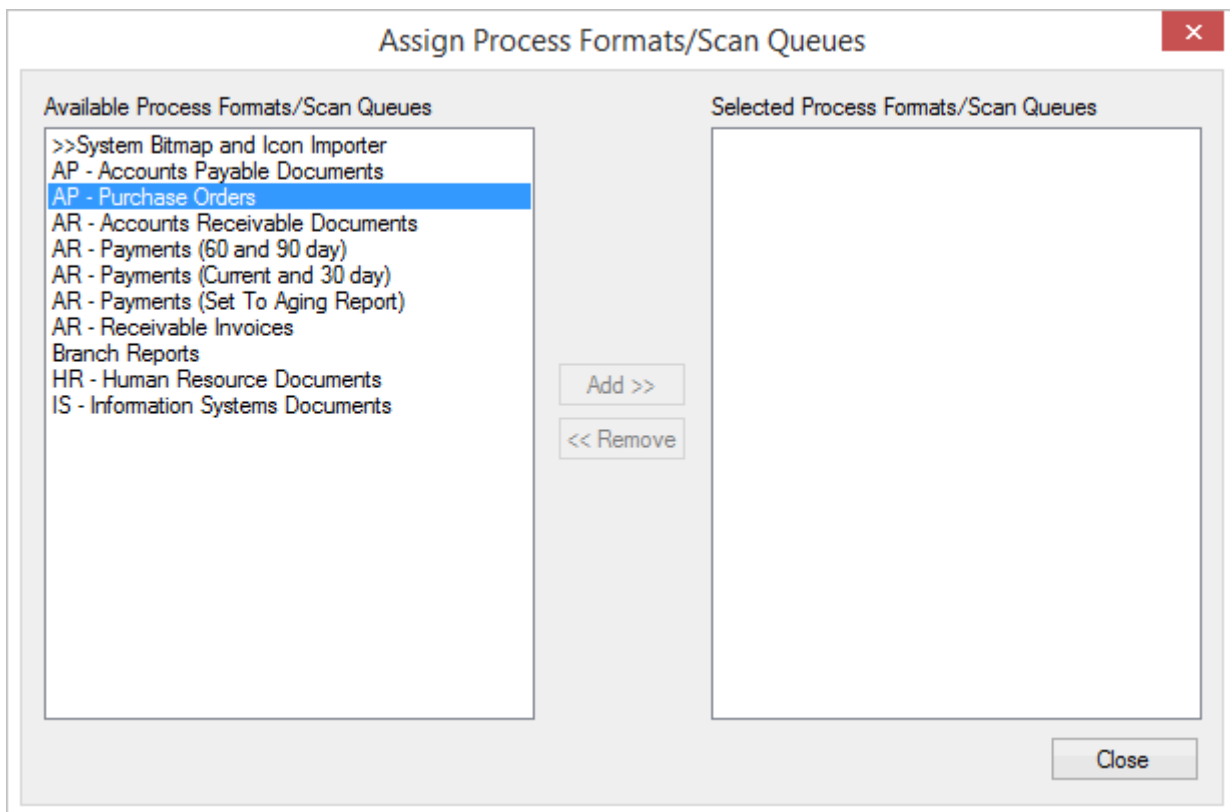 Assign Process Formats/Scan Queues
Available Process Formats/Scan Queues
>>System Bitmap and Icon Importer
AP - Accounts Payable Documents
AP - Purchase Orders
AR - Accounts Receivable Documents
AR - Payments (60 and 90 day)
AR - Payments (Current and 30 day)
AR - Payments (Set To Aging Report)
AR - Receivable Invoices
Branch Reports
HR - Human Resource Documents
IS - Information Systems Documents
Add >>
<< Remove
Selected Process Formats/Scan Queues
Close